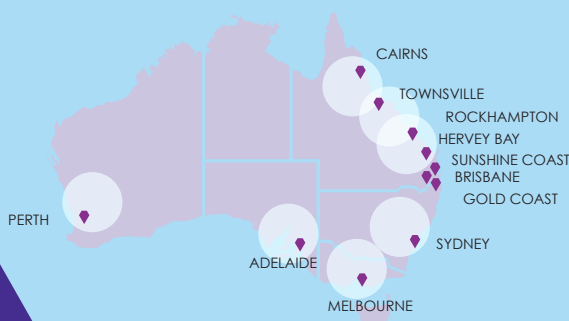 CAIRNS
TOWNSVILLE
ROCKHAMPTON
HERVEY BAY
SUNSHINE COAST
BRISBANE
GOLD COAST
PERTH
SYDNEY
ADELAIDE
MELBOURNE